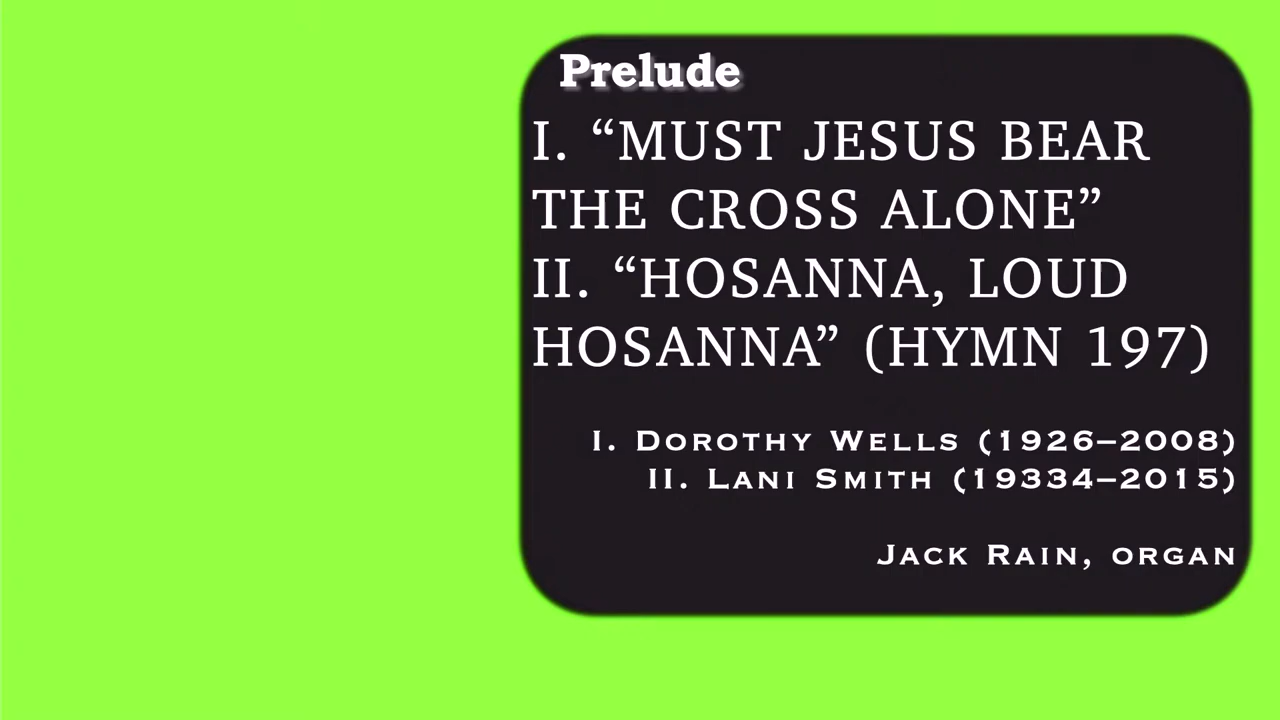 Prelude
I. “MUST JESUS BEAR
THE CROSS ALONE”
II. “HOSANNA, LOUD
HOSANNA” (HYMN 197)
I. Dorothy Wells (1926–2008)
II. Lani Smith (19334–2015)
Jack Rain, organ